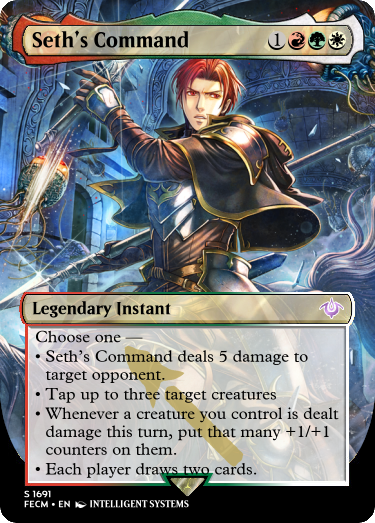 Seth's Command 1
Legendary Instant
Choose one —
• Seth's Command deals 5 damage to
target opponent.
• Tap up to three target creatures
• Whenever a creature you control is dealt
damage this turn, put that many +1/+1
counters on them.
• Each player draws two cards.
S 1691
FECM • EN INTELLIGENT SYSTEMS